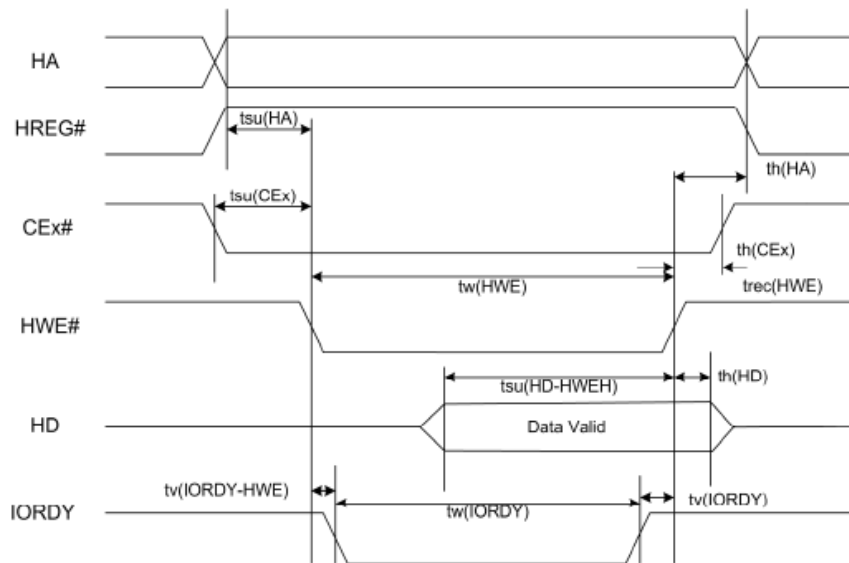 HA
HREG#
tsu(HA)
th(HA)
tsu(CEx)
CEx#
th(CEx)
tw(HWE)
trec(HWE)
HWE#
tsu(HD-HWEH)
th(HD)
HD
Data Valid
tv(IORDY-HWE)
IORDY
tw(IORDY)
tv(IORDY)